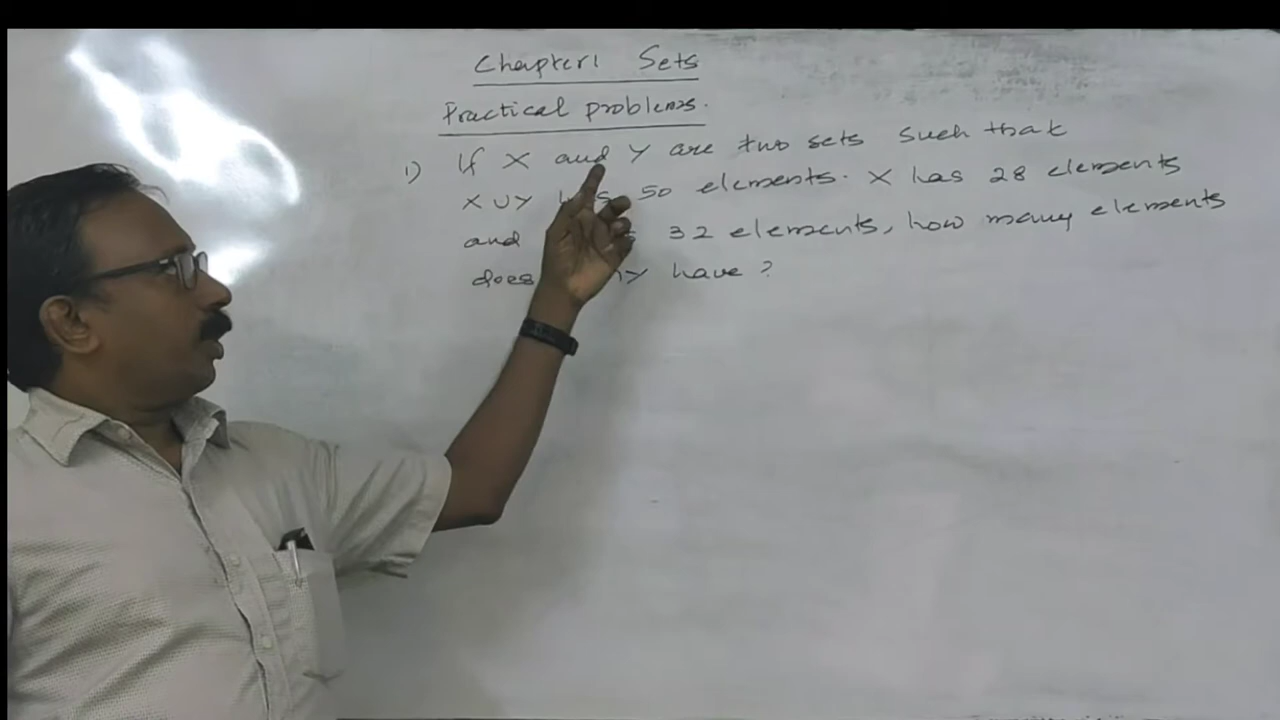 Chapter1 Sets
Practical problems.
1) If X and Y are two sets such that
X ∪ Y 50 elements. X has 28 elements
and 32 elements, how many elements
does have?